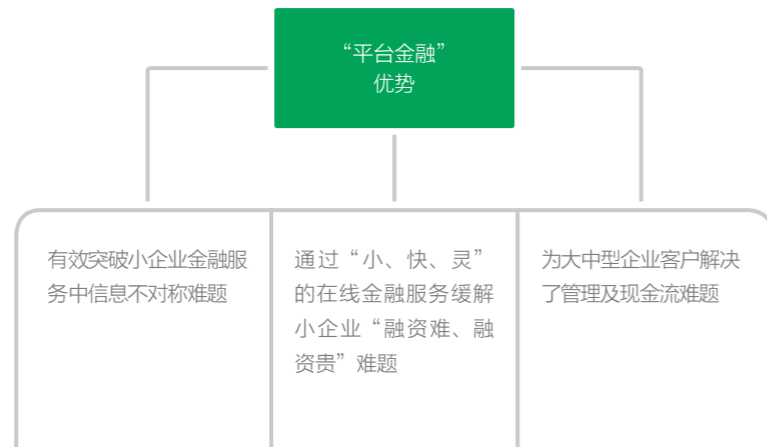 “平台金融”
优势
有效突破小企业金融服
务中信息不对称难题
通过“小、快、灵”
的在线金融服务缓解
小企业“融资难、融
资贵”难题
为大中型企业客户解决
了管理及现金流难题